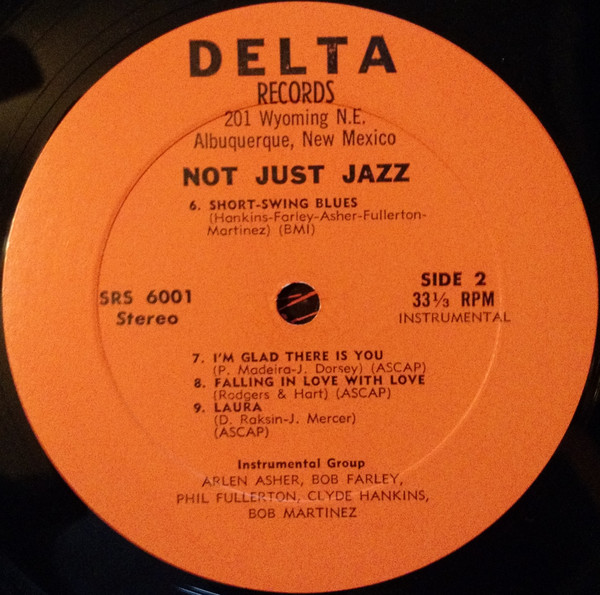 DELTA
RECORDS
201 Wyoming N.E.
Albuquerque, New Mexico
NOT JUST JAZZ
6. SHORT-SWING BLUES
(Hankins-Farley-Asher-Fullerton-
Martinez) (BMI)
SRS 6001
Stereo
SIDE 2
33⅓ RPM
INSTRUMENTAL
7. I'M GLAD THERE IS YOU
(P. Madeira-J. Dorsey) (ASCAP)
8. FALLING IN LOVE WITH LOVE
(Rodgers & Hart) (ASCAP)
9. LAURA
(D. Raksin-J. Mercer)
(ASCAP)
Instrumental Group
ARLEN ASHER, BOB FARLEY,
PHIL FULLERTON, CLYDE HANKINS,
BOB MARTINEZ